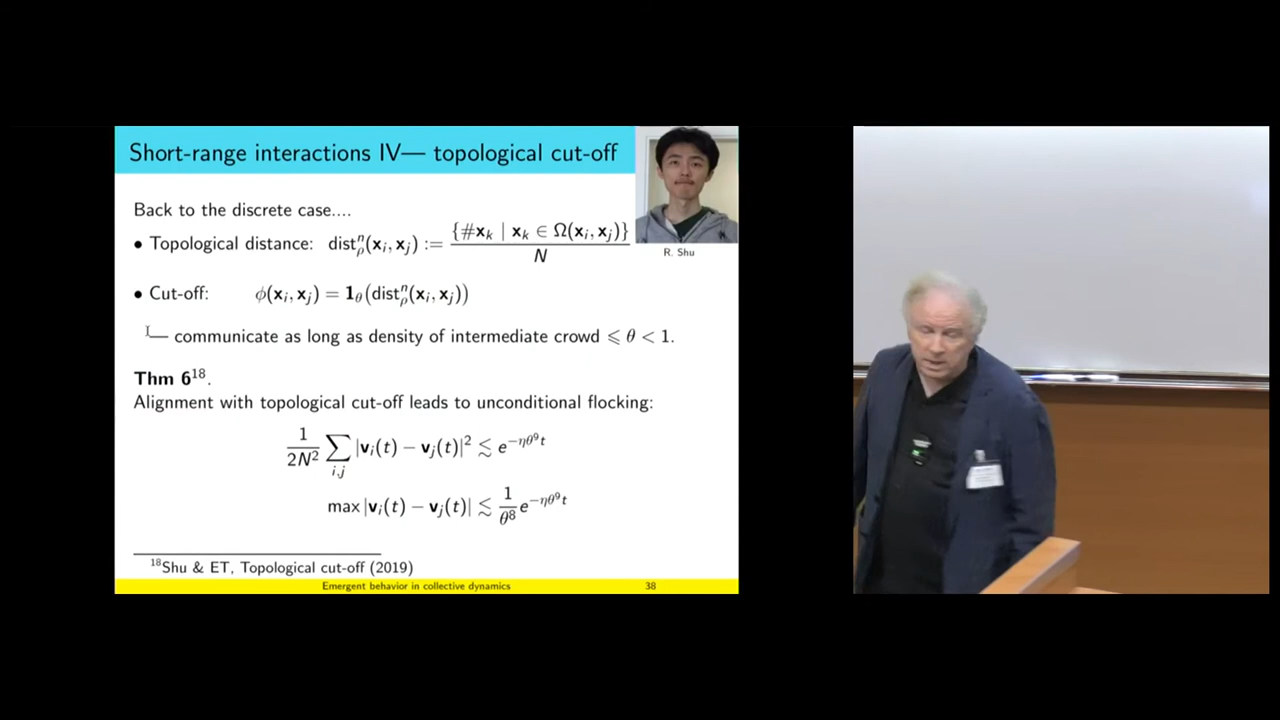 Short-range interactions IV— topological cut-off
R. Shu
Back to the discrete case....
• Topological distance: dist^n_ρ(x_i, x_j) := {#x_k | x_k ∈ Ω(x_i, x_j)} / N
• Cut-off: ϕ(x_i, x_j) = 1_θ(dist^n_ρ(x_i, x_j))
— communicate as long as density of intermediate crowd ⩽ θ < 1.
Thm 6^18.
Alignment with topological cut-off leads to unconditional flocking:
1/2N² ∑_{i,j} |v_i(t) − v_j(t)|² ≲ e^{−ηθ⁹t}
max|v_i(t) − v_j(t)| ≲ 1/θ⁸ e^{−ηθ⁹t}
^18Shu & ET, Topological cut-off (2019)
Emergent behavior in collective dynamics 38